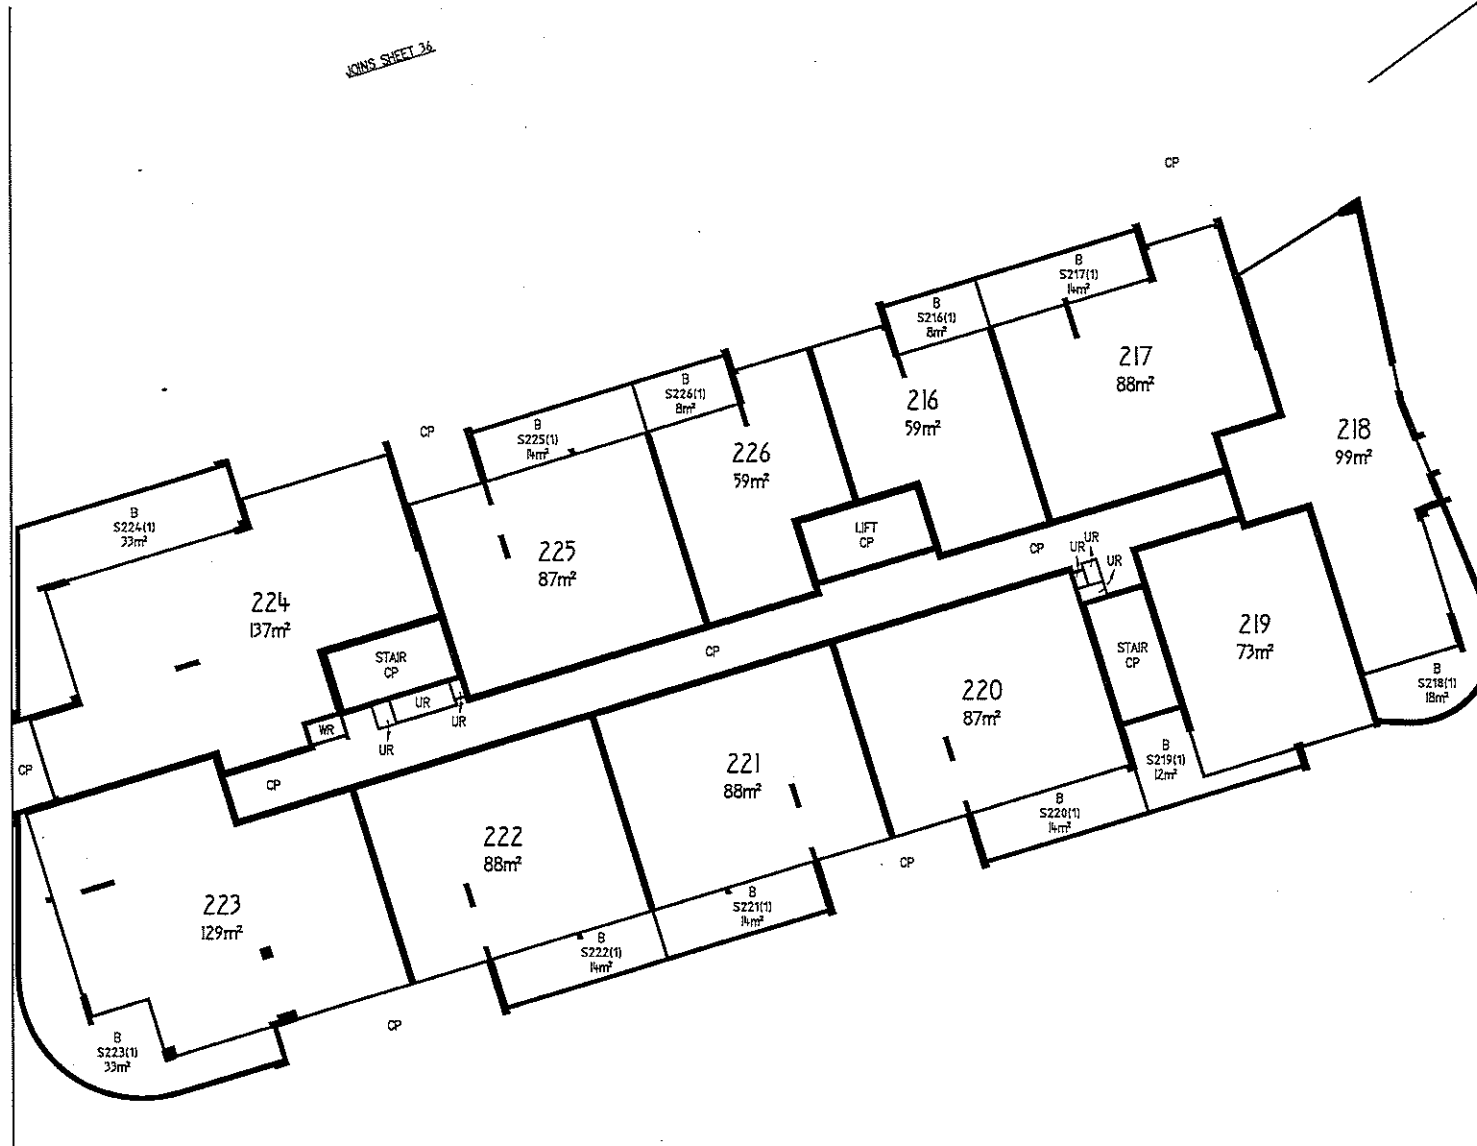 JOINS SHEET 36
CP
B
S217(1)
14m²
B
S216(1)
8m²
217
88m²
216
59m²
B
S226(1)
8m²
B
S225(1)
14m²
CP
226
59m²
218
99m²
B
S224(1)
33m²
LIFT
CP
225
87m²
CP
UR
UR
UR
224
137m²
219
73m²
STAIR
CP
STAIR
CP
CP
220
87m²
B
S218(1)
18m²
UR
UR
WR
UR
CP
CP
221
88m²
B
S219(1)
12m²
B
S220(1)
14m²
222
88m²
CP
223
129m²
B
S221(1)
14m²
B
S222(1)
14m²
CP
B
S223(1)
33m²